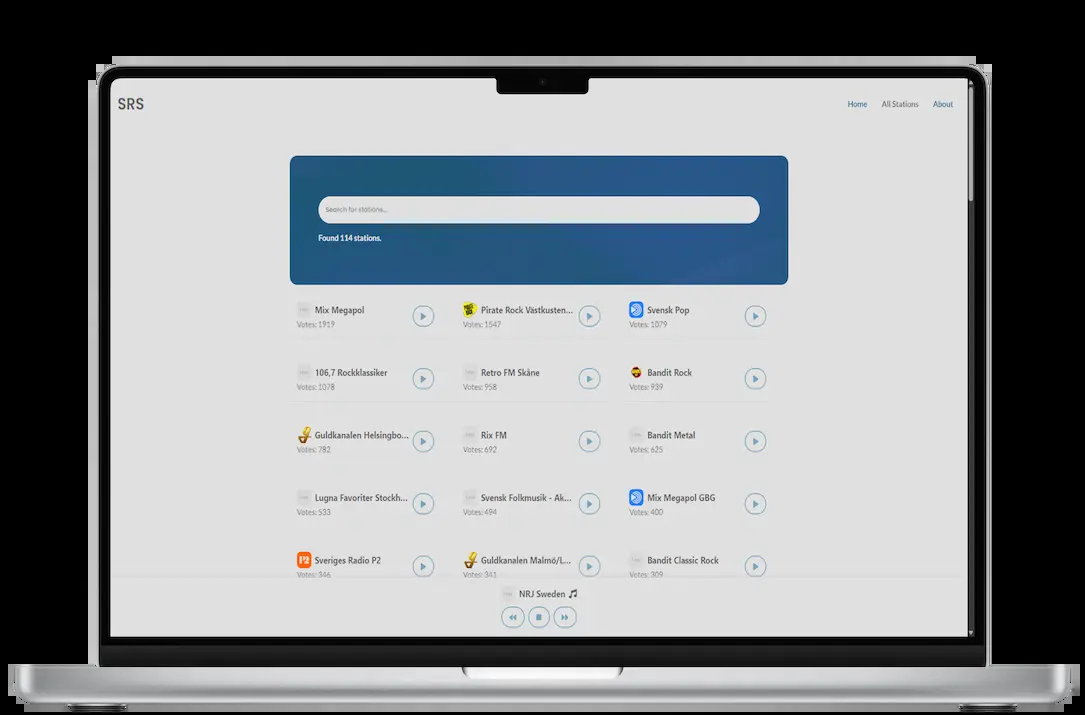 SRS
Home All Stations About
Search for stations...
Found 114 stations.
Mix Megapol
Votes: 1919
Pirate Rock Västkusten...
Votes: 1547
Svensk Pop
Votes: 1079
106,7 Rockklassiker
Votes: 1078
Retro FM Skåne
Votes: 958
Bandit Rock
Votes: 939
Guldkanalen Helsingbo...
Votes: 782
Rix FM
Votes: 692
Bandit Metal
Votes: 625
Lugna Favoriter Stockh...
Votes: 533
Svensk Folkmusik - Ak...
Votes: 494
Mix Megapol GBG
Votes: 400
P2
Sveriges Radio P2
Votes: 346
Guldkanalen Malmö/L...
Votes: 341
Bandit Classic Rock
Votes: 309
NRJ Sweden